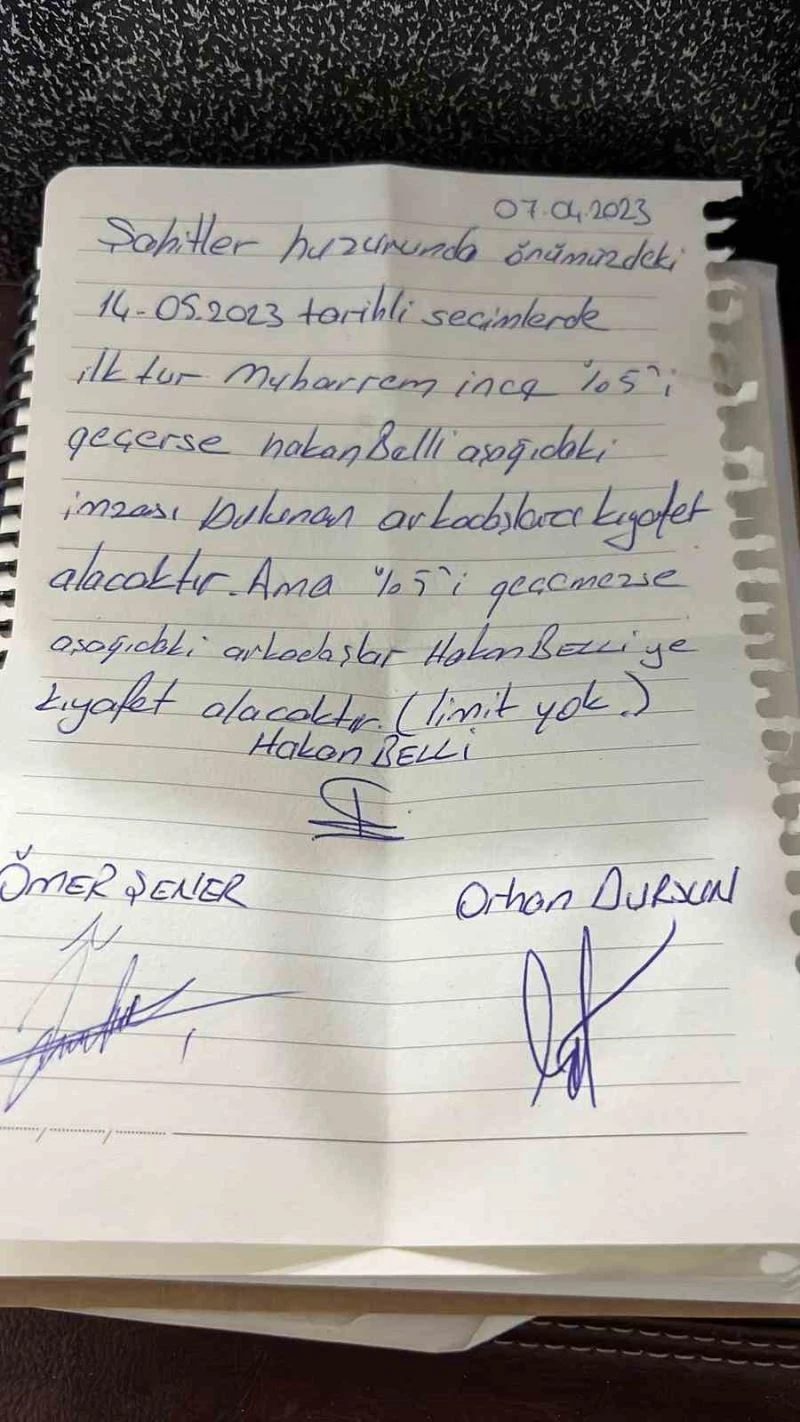 07.04.2023
Şahitler huzurunda önümüzdeki
14-05.2023 tarihli seçimlerde
ilk tur Muharrem ince %5'i
geçerse hakan Belli aşağıdaki
imzası bulunan arkadaşlara kıyafet
alacaktır. Ama %5'i geçemezse
aşağıdaki arkadaşlar Hakan BELLİ ye
kıyafet alacaktır. (limit yok.)
Hakan BELLİ
ÖMER ŞENER Orhan DURSUN